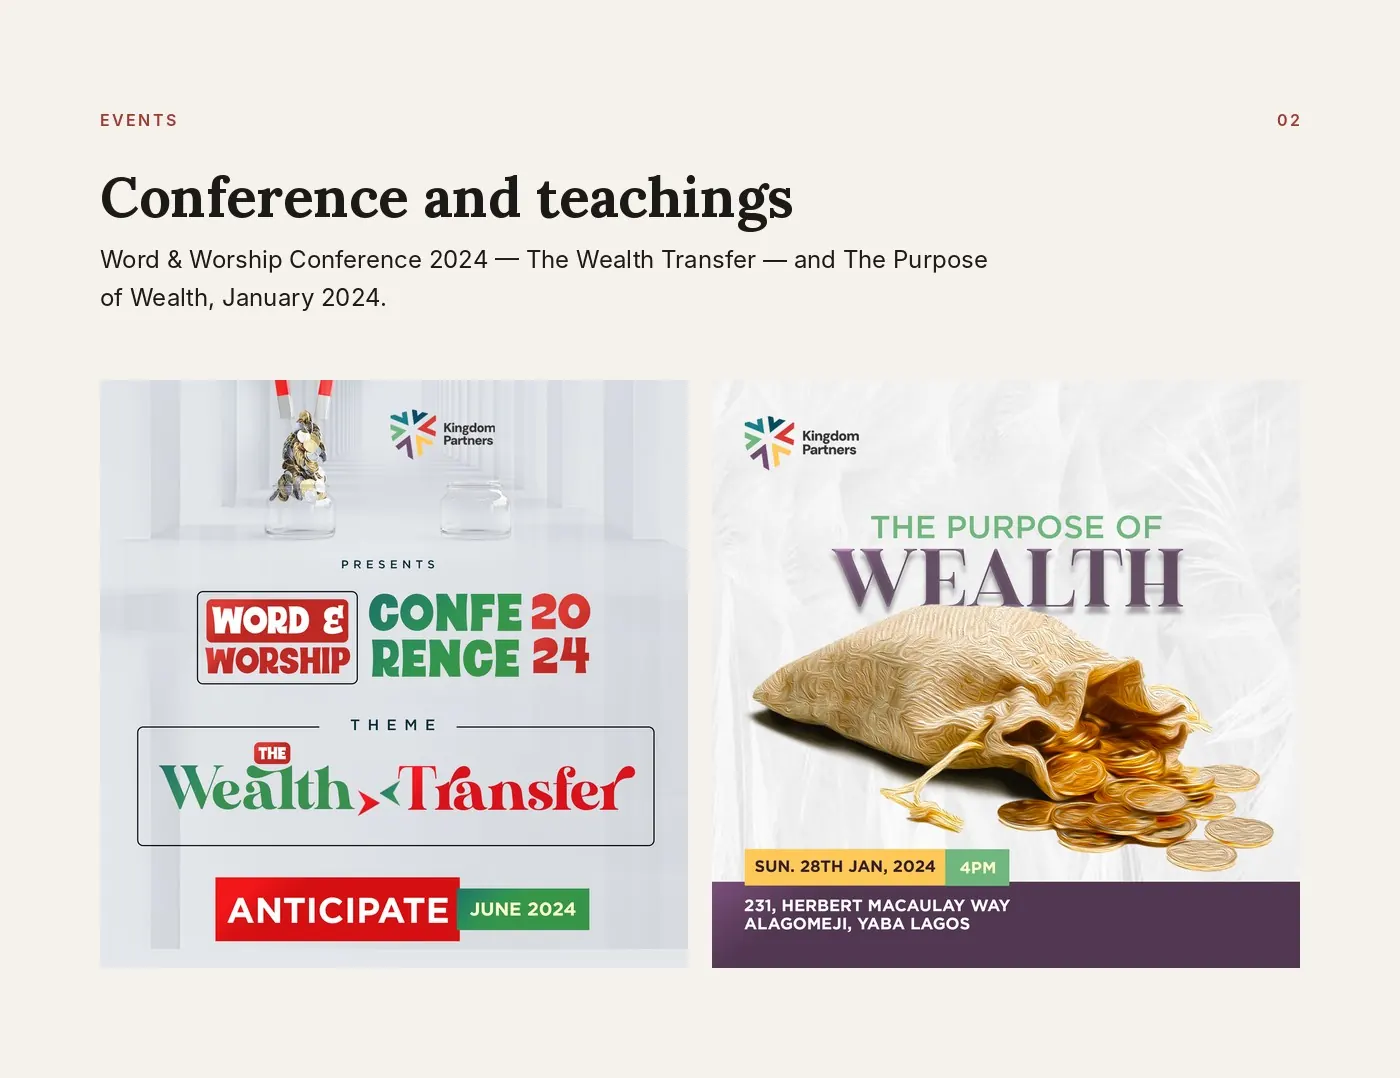 EVENTS
02
Conference and teachings
Word & Worship Conference 2024 — The Wealth Transfer — and The Purpose
of Wealth, January 2024.
Kingdom
Partners
PRESENTS
WORD &
WORSHIP
CONFE
RENCE
20
24
THEME
THE
Wealth Transfer
ANTICIPATE
JUNE 2024
Kingdom
Partners
THE PURPOSE OF
WEALTH
SUN. 28TH JAN, 2024
4PM
231, HERBERT MACAULAY WAY
ALAGOMEJI, YABA LAGOS